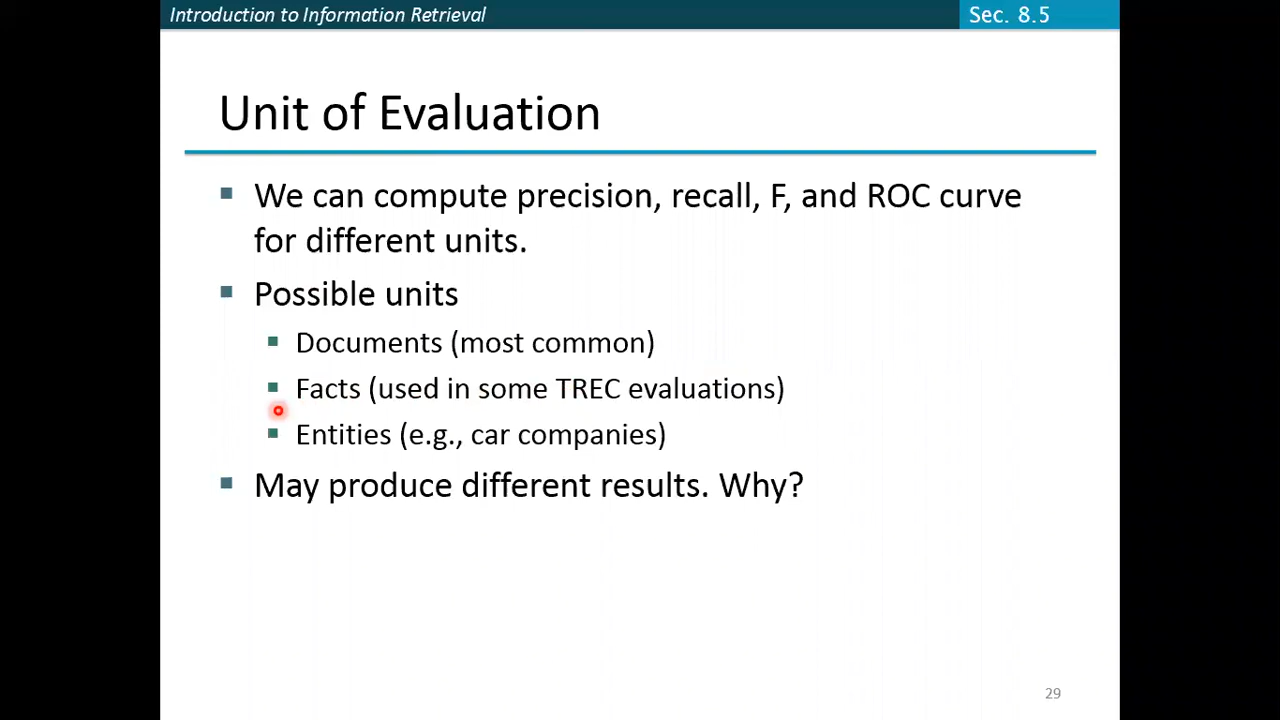 Introduction to Information Retrieval
Sec. 8.5
Unit of Evaluation
We can compute precision, recall, F, and ROC curve
for different units.
Possible units
Documents (most common)
Facts (used in some TREC evaluations)
Entities (e.g., car companies)
May produce different results. Why?
29